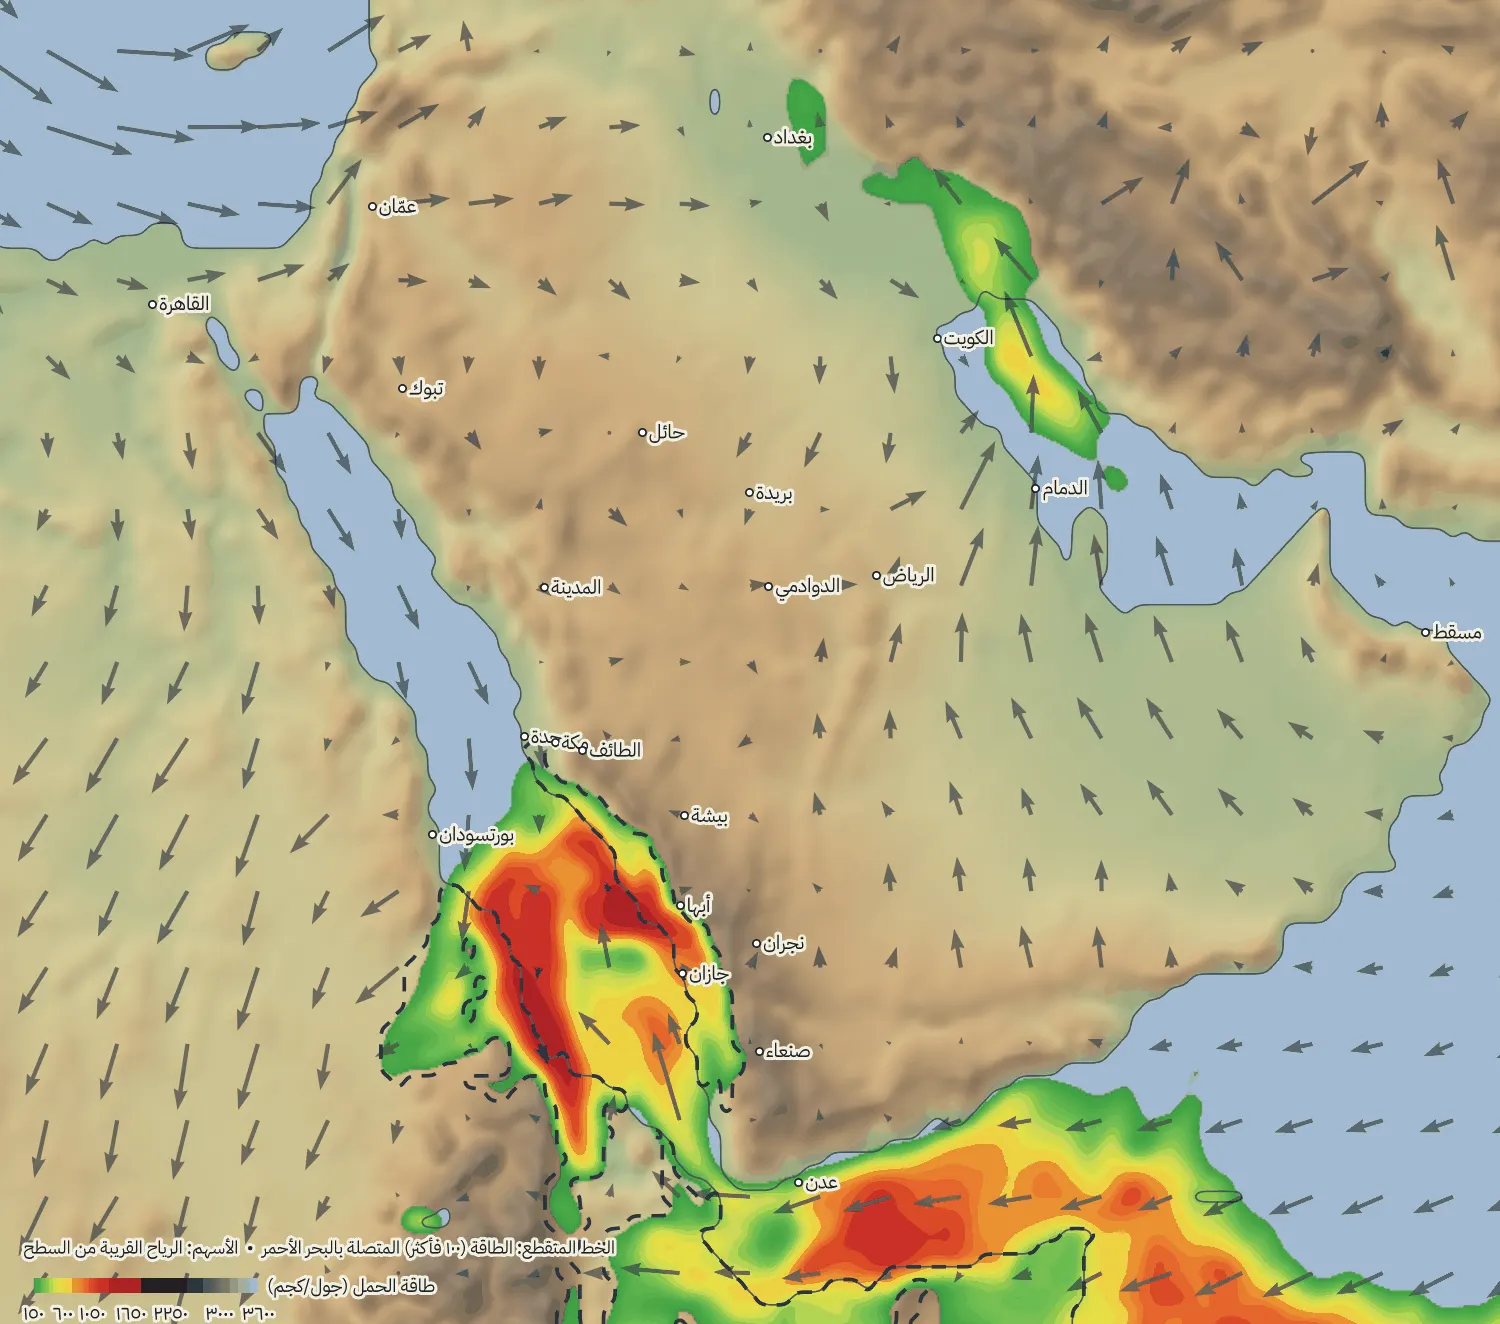 بغداد
عمّان
القاهرة
الكويت
تبوك
حائل
الدمام
بريدة
الرياض
الدوادمي
المدينة
مسقط
جدة
مكة
الطائف
بيشة
بورتسودان
أبها
نجران
جازان
صنعاء
عدن
الخط المتقطع: الطاقة (١٠٠ فأكثر) المتصلة بالبحر الأحمر • الأسهم: الرياح القريبة من السطح
طاقة الحمل (جول/كجم)
١٥٠ ٦٠٠ ١٠٥٠ ١٦٥٠ ٢٢٥٠ ٣٠٠٠ ٣٦٠٠